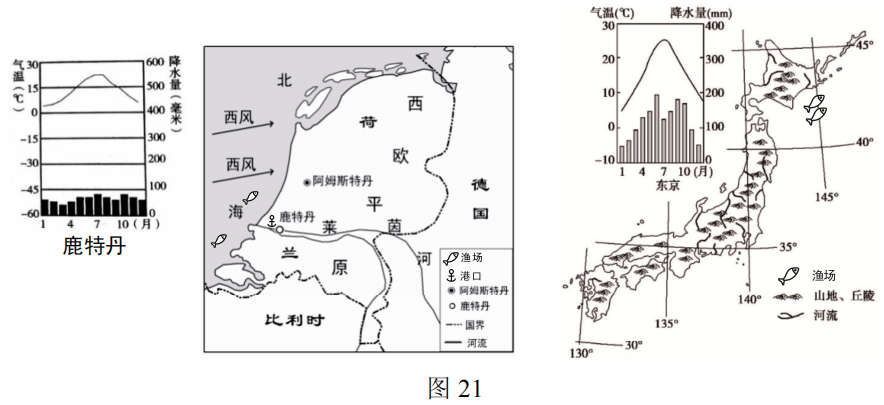 气温(℃)
降水量(毫米)
30
15
0
-15
-30
-45
-60
600
500
400
300
200
100
0
1 4 7 10 (月)
鹿特丹
北
海
西风
西风
荷
兰
西
欧
平
原
阿姆斯特丹
鹿特丹
莱
茵
河
德
国
比利时
渔场
港口
阿姆斯特丹
鹿特丹
国界
河流
气温(℃) 降水量(mm)
30
20
10
0
-10
400
300
200
100
0
1 4 7 10 (月)
东京
45°
40°
145°
35°
140°
135°
130°
30°
渔场
山地、丘陵
河流
图 21